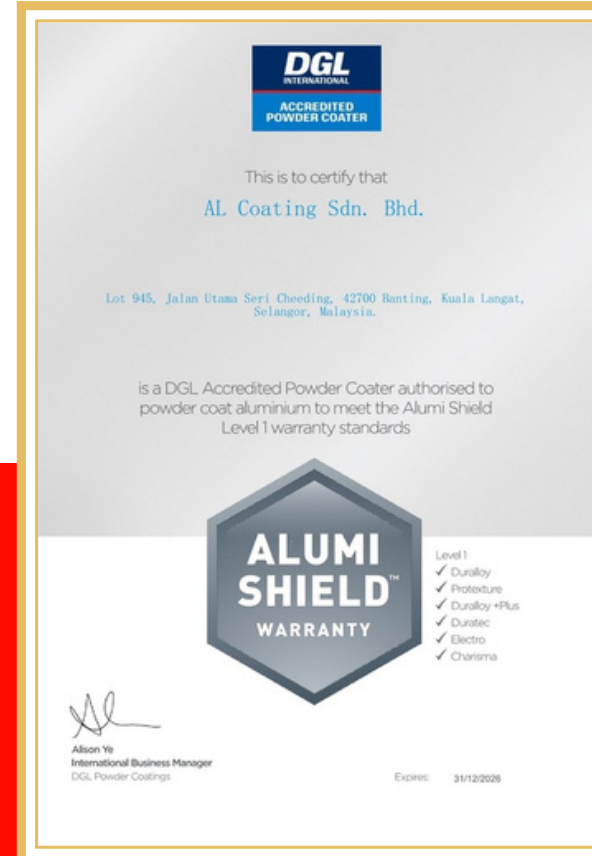 DGL
INTERNATIONAL
ACCREDITED
POWDER COATER
This is to certify that
AL Coating Sdn. Bhd.
Lot 945, Jalan Utama Seri Cheeding, 42700 Banting, Kuala Langat,
Selangor, Malaysia.
is a DGL Accredited Powder Coater authorised to
powder coat aluminium to meet the Alumi Shield
Level 1 warranty standards
ALUMI
SHIELD™
WARRANTY
Level 1
✓ Duralloy
✓ Protexture
✓ Duralloy +Plus
✓ Duratec
✓ Electro
✓ Charisma
Alison Ye
International Business Manager
DGL Powder Coatings
Expires: 31/12/2026